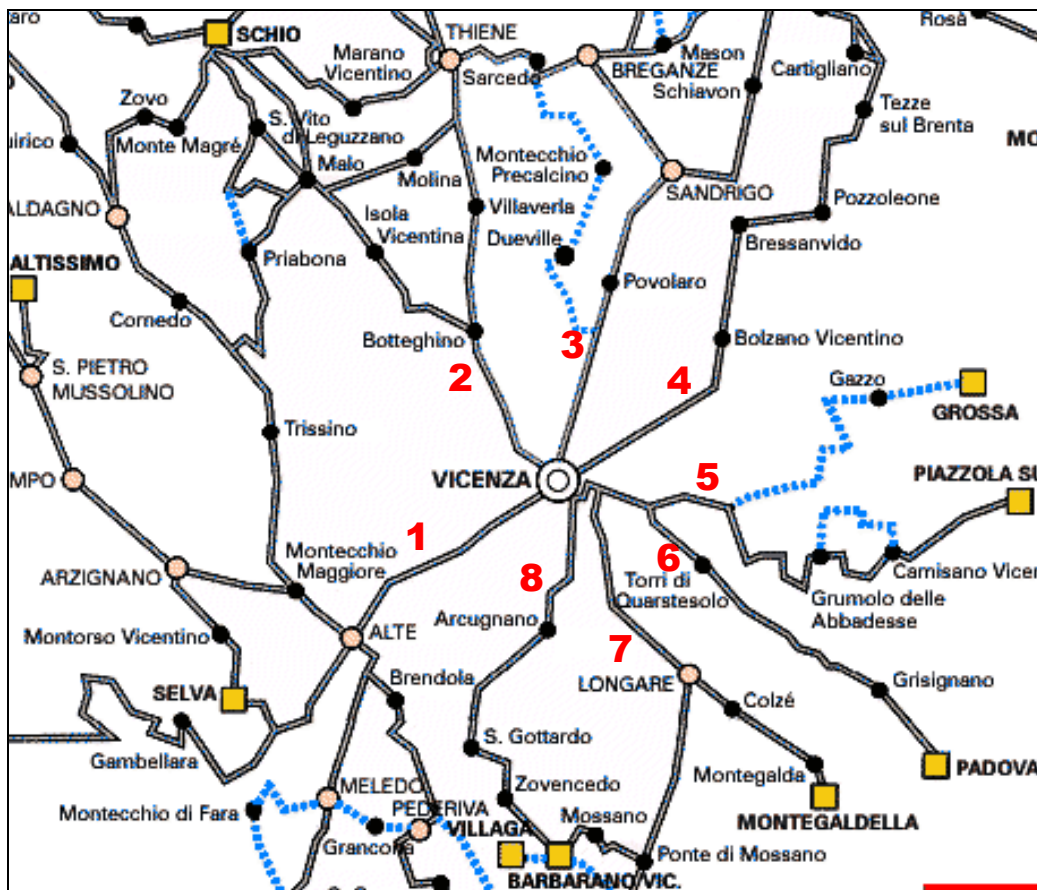 Rosà
SCHIO
THIENE
Marano
Vicentino
Sarcedo
Mason
BREGANZE
Schiavon
Cartigliano
Zovo
S. Vito
di Leguzzano
Monte Magré
Tezze
sul Brenta
uirico
MO
Malo
Molina
Montecchio
Precalcino
SANDRIGO
ALDAGNO
Isola
Vicentina
Villaverla
Pozzoleone
Dueville
Bressanvido
ALTISSIMO
Priabona
Povolaro
Cornedo
Botteghino
3
Bolzano Vicentino
S. PIETRO
MUSSOLINO
2
4
Gazzo
GROSSA
Trissino
MPO
VICENZA
5
PIAZZOLA SU
1
Montecchio
Maggiore
ARZIGNANO
8
6
Torri di
Quarstesolo
Camisano Vicen
Grumolo delle
Abbadesse
Montorso Vicentino
ALTE
Arcugnano
7
LONGARE
SELVA
Brendola
Colzé
Grisignano
Gambellara
S. Gottardo
Montegalda
PADOVA
MELEDO
Zovencedo
Montecchio di Fara
PEDERIVA
VILLAGA
Mossano
MONTEGALDELLA
Grancona
Ponte di Mossano
BARBARANO VIC.